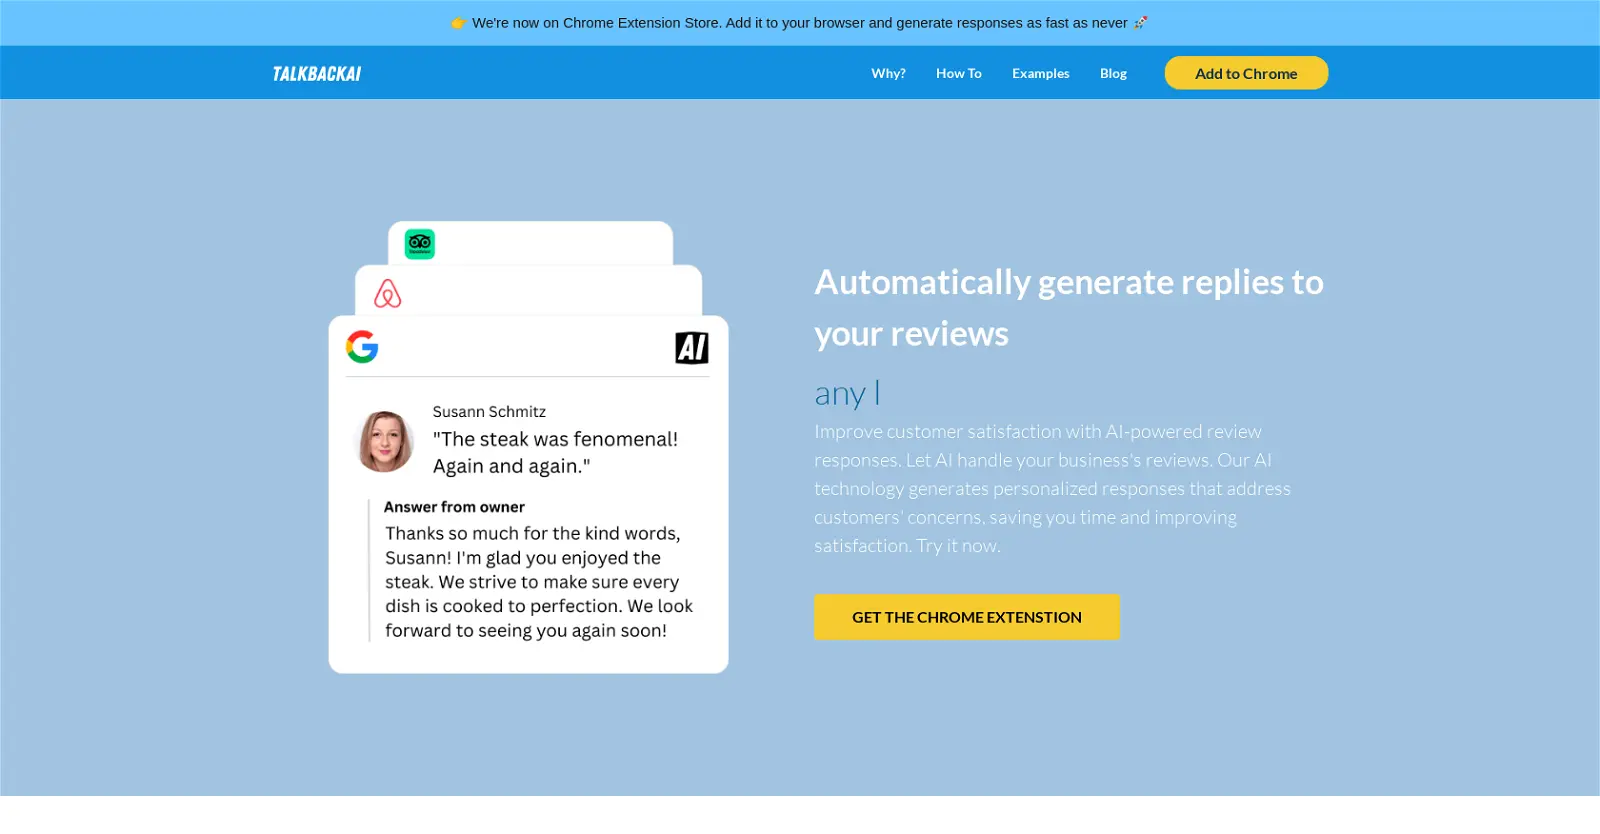 👉 We're now on Chrome Extension Store. Add it to your browser and generate responses as fast as never 🚀
TALKBACKAI
Why?
How To
Examples
Blog
Add to Chrome
AI
Susann Schmitz
"The steak was fenomenal!
Again and again."
Answer from owner
Thanks so much for the kind words,
Susann! I'm glad you enjoyed the
steak. We strive to make sure every
dish is cooked to perfection. We look
forward to seeing you again soon!
Automatically generate replies to
your reviews
any l
Improve customer satisfaction with AI-powered review
responses. Let AI handle your business's reviews. Our AI
technology generates personalized responses that address
customers' concerns, saving you time and improving
satisfaction. Try it now.
GET THE CHROME EXTENSTION